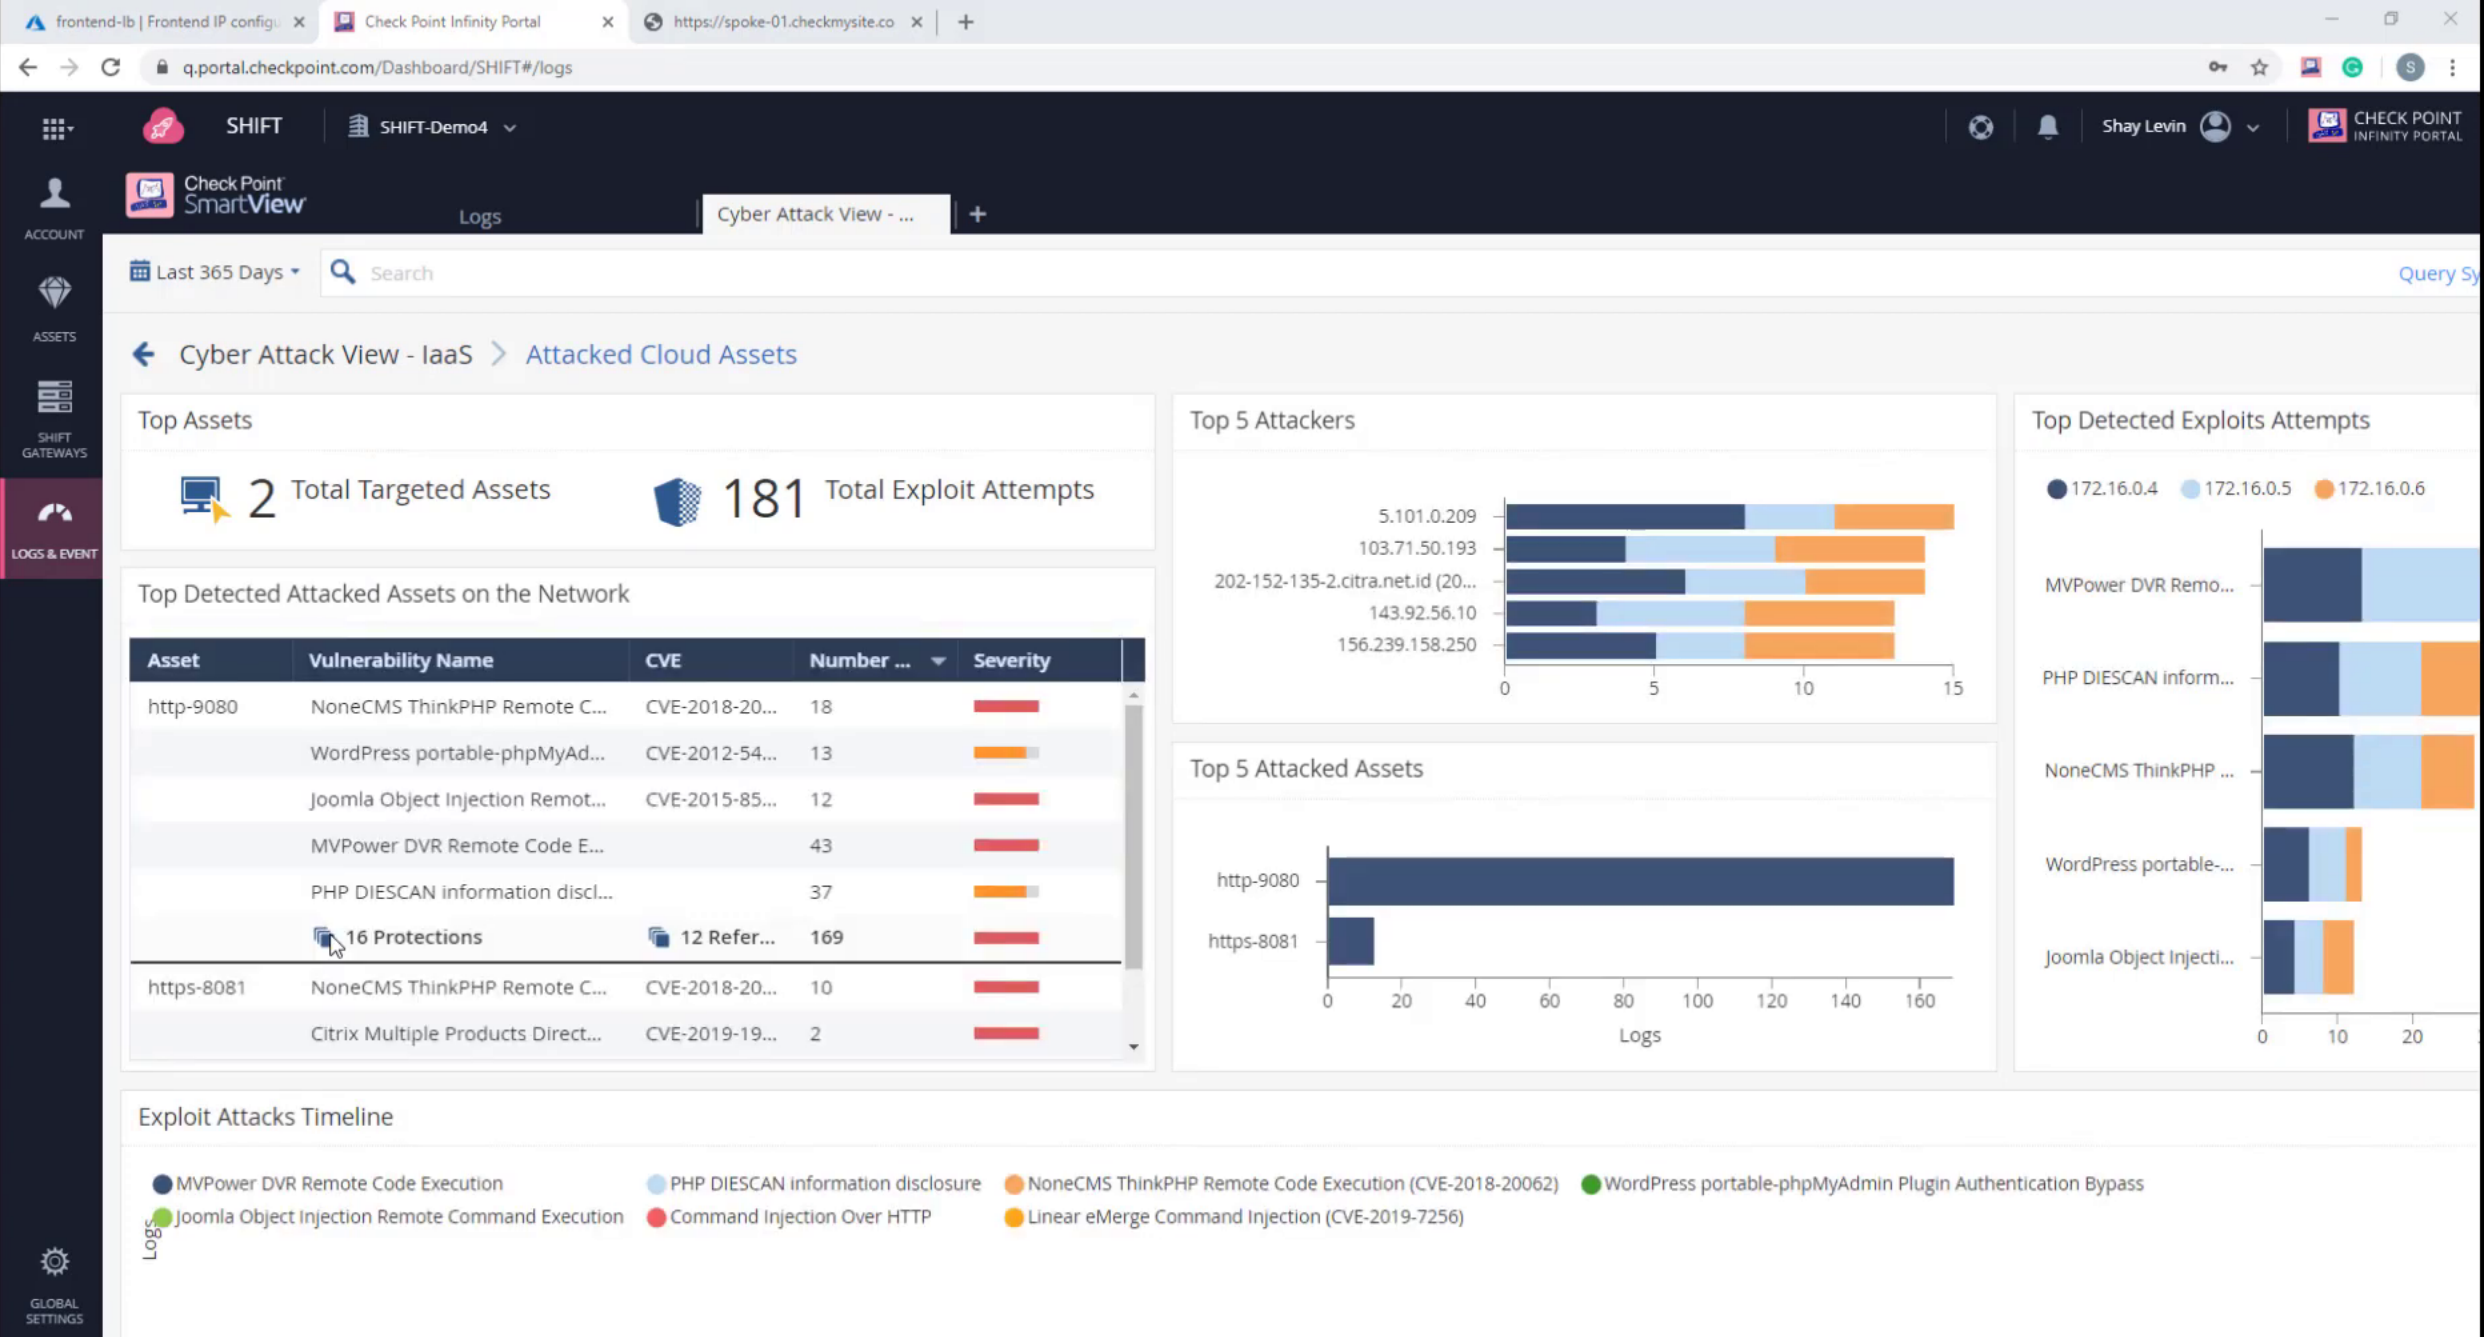 frontend-lb | Frontend IP config
Check Point Infinity Portal
https://spoke-01.checkmysite.co
q.portal.checkpoint.com/Dashboard/SHIFT#/logs
S
SHIFT
SHIFT-Demo4
Shay Levin
CHECK POINT
INFINITY PORTAL
Check Point
SmartView
Logs
Cyber Attack View - ...
ACCOUNT
ASSETS
SHIFT
GATEWAYS
LOGS & EVENT
GLOBAL
SETTINGS
Last 365 Days
Search
Query Sy
Cyber Attack View - IaaS > Attacked Cloud Assets
Top Assets
2 Total Targeted Assets
181 Total Exploit Attempts
Top Detected Attacked Assets on the Network
Asset Vulnerability Name CVE Number ... Severity
http-9080 NoneCMS ThinkPHP Remote C... CVE-2018-20... 18
WordPress portable-phpMyAd... CVE-2012-54... 13
Joomla Object Injection Remot... CVE-2015-85... 12
MVPower DVR Remote Code E... 43
PHP DIESCAN information discl... 37
16 Protections 12 Refer... 169
https-8081 NoneCMS ThinkPHP Remote C... CVE-2018-20... 10
Citrix Multiple Products Direct... CVE-2019-19... 2
Top 5 Attackers
5.101.0.209
103.71.50.193
202-152-135-2.citra.net.id (20...
143.92.56.10
156.239.158.250
0 5 10 15
Top 5 Attacked Assets
http-9080
https-8081
0 20 40 60 80 100 120 140 160
Logs
Top Detected Exploits Attempts
172.16.0.4 172.16.0.5 172.16.0.6
MVPower DVR Remo...
PHP DIESCAN inform...
NoneCMS ThinkPHP ...
WordPress portable-...
Joomla Object Injecti...
0 10 20
Exploit Attacks Timeline
MVPower DVR Remote Code Execution PHP DIESCAN information disclosure NoneCMS ThinkPHP Remote Code Execution (CVE-2018-20062) WordPress portable-phpMyAdmin Plugin Authentication Bypass
Joomla Object Injection Remote Command Execution Command Injection Over HTTP Linear eMerge Command Injection (CVE-2019-7256)
Logs